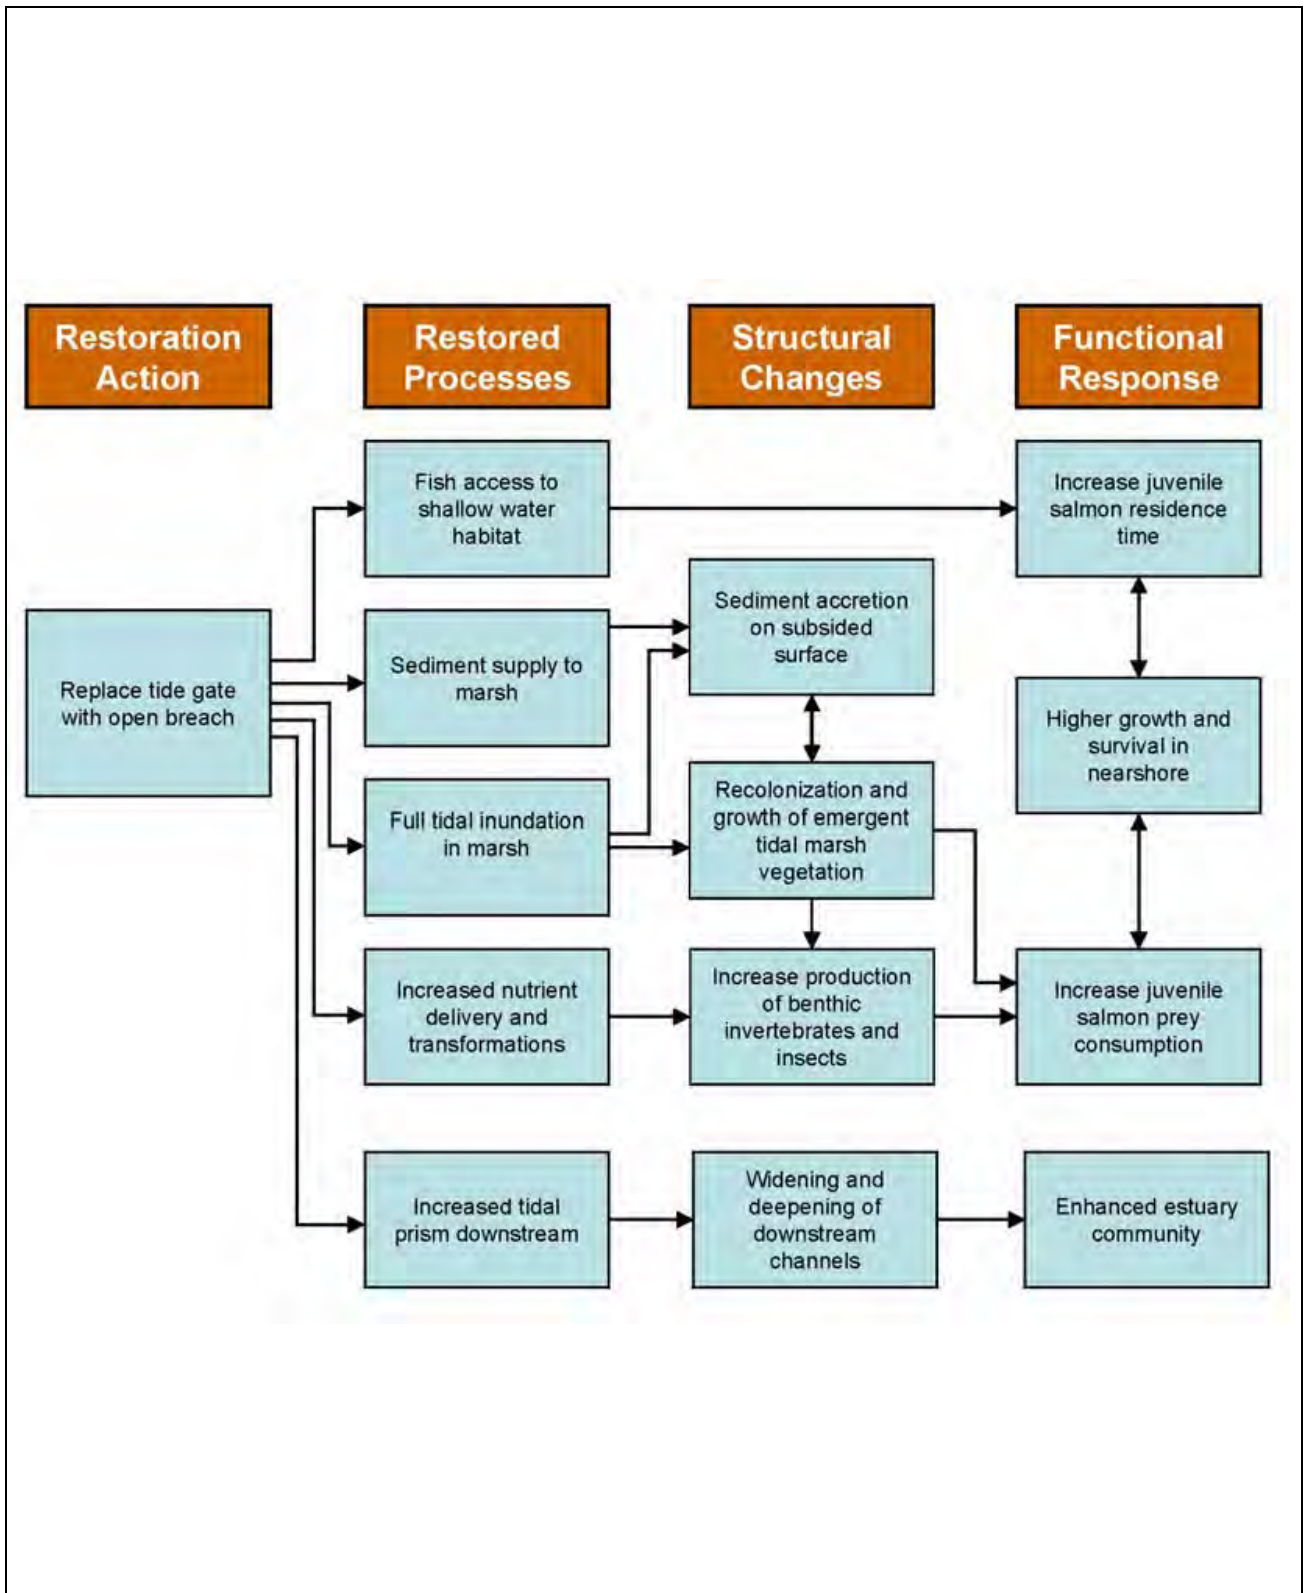 Restoration
Action
Restored
Processes
Structural
Changes
Functional
Response
Replace tide gate
with open breach
Fish access to
shallow water
habitat
Sediment supply to
marsh
Full tidal inundation
in marsh
Increased nutrient
delivery and
transformations
Increased tidal
prism downstream
Sediment accretion
on subsided
surface
Recolonization and
growth of emergent
tidal marsh
vegetation
Increase production
of benthic
invertebrates and
insects
Widening and
deepening of
downstream
channels
Increase juvenile
salmon residence
time
Higher growth and
survival in
nearshore
Increase juvenile
salmon prey
consumption
Enhanced estuary
community